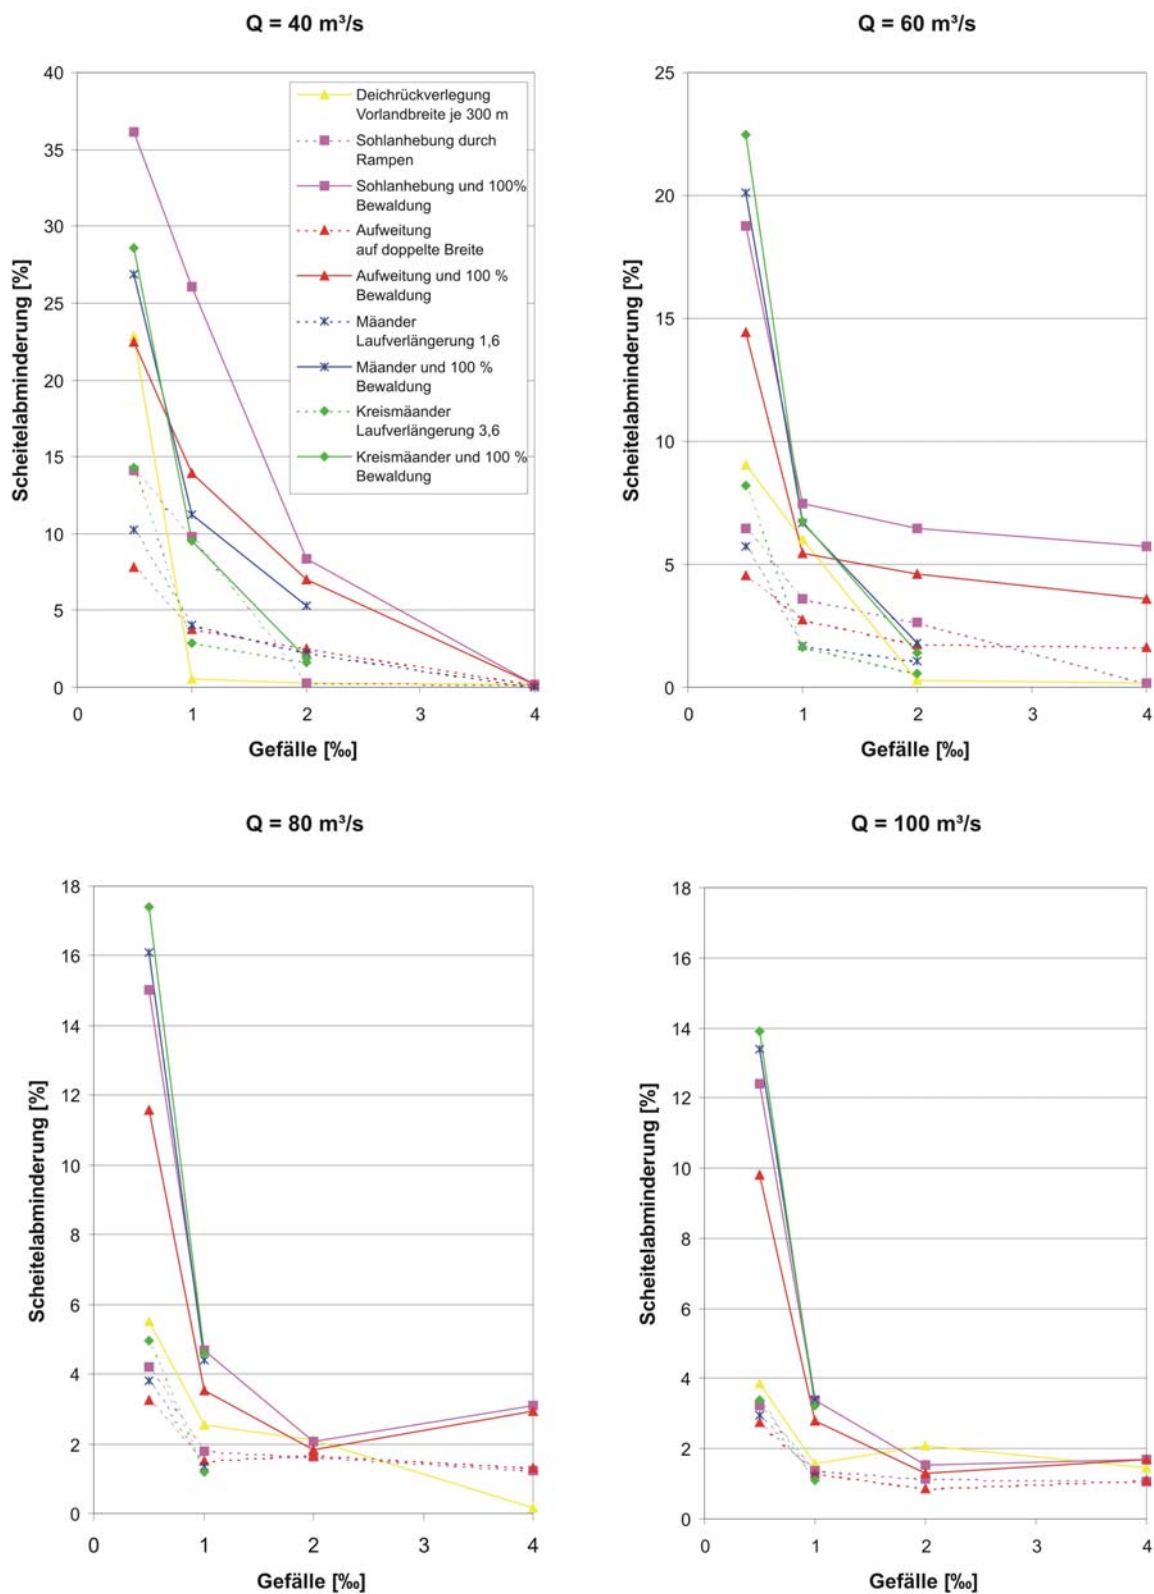 Q = 40 m³/s
40
35
30
25
20
15
10
5
0
0 1 2 3 4
Scheitelabminderung [%]
Gefälle [‰]
Deichrückverlegung
Vorlandbreite je 300 m
Sohlanhebung durch
Rampen
Sohlanhebung und 100%
Bewaldung
Aufweitung
auf doppelte Breite
Aufweitung und 100 %
Bewaldung
Mäander
Laufverlängerung 1,6
Mäander und 100 %
Bewaldung
Kreismäander
Laufverlängerung 3,6
Kreismäander und 100 %
Bewaldung
Q = 60 m³/s
25
20
15
10
5
0
0 1 2 3 4
Scheitelabminderung [%]
Gefälle [‰]
Q = 80 m³/s
18
16
14
12
10
8
6
4
2
0
0 1 2 3 4
Scheitelabminderung [%]
Gefälle [‰]
Q = 100 m³/s
18
16
14
12
10
8
6
4
2
0
0 1 2 3 4
Scheitelabminderung [%]
Gefälle [‰]